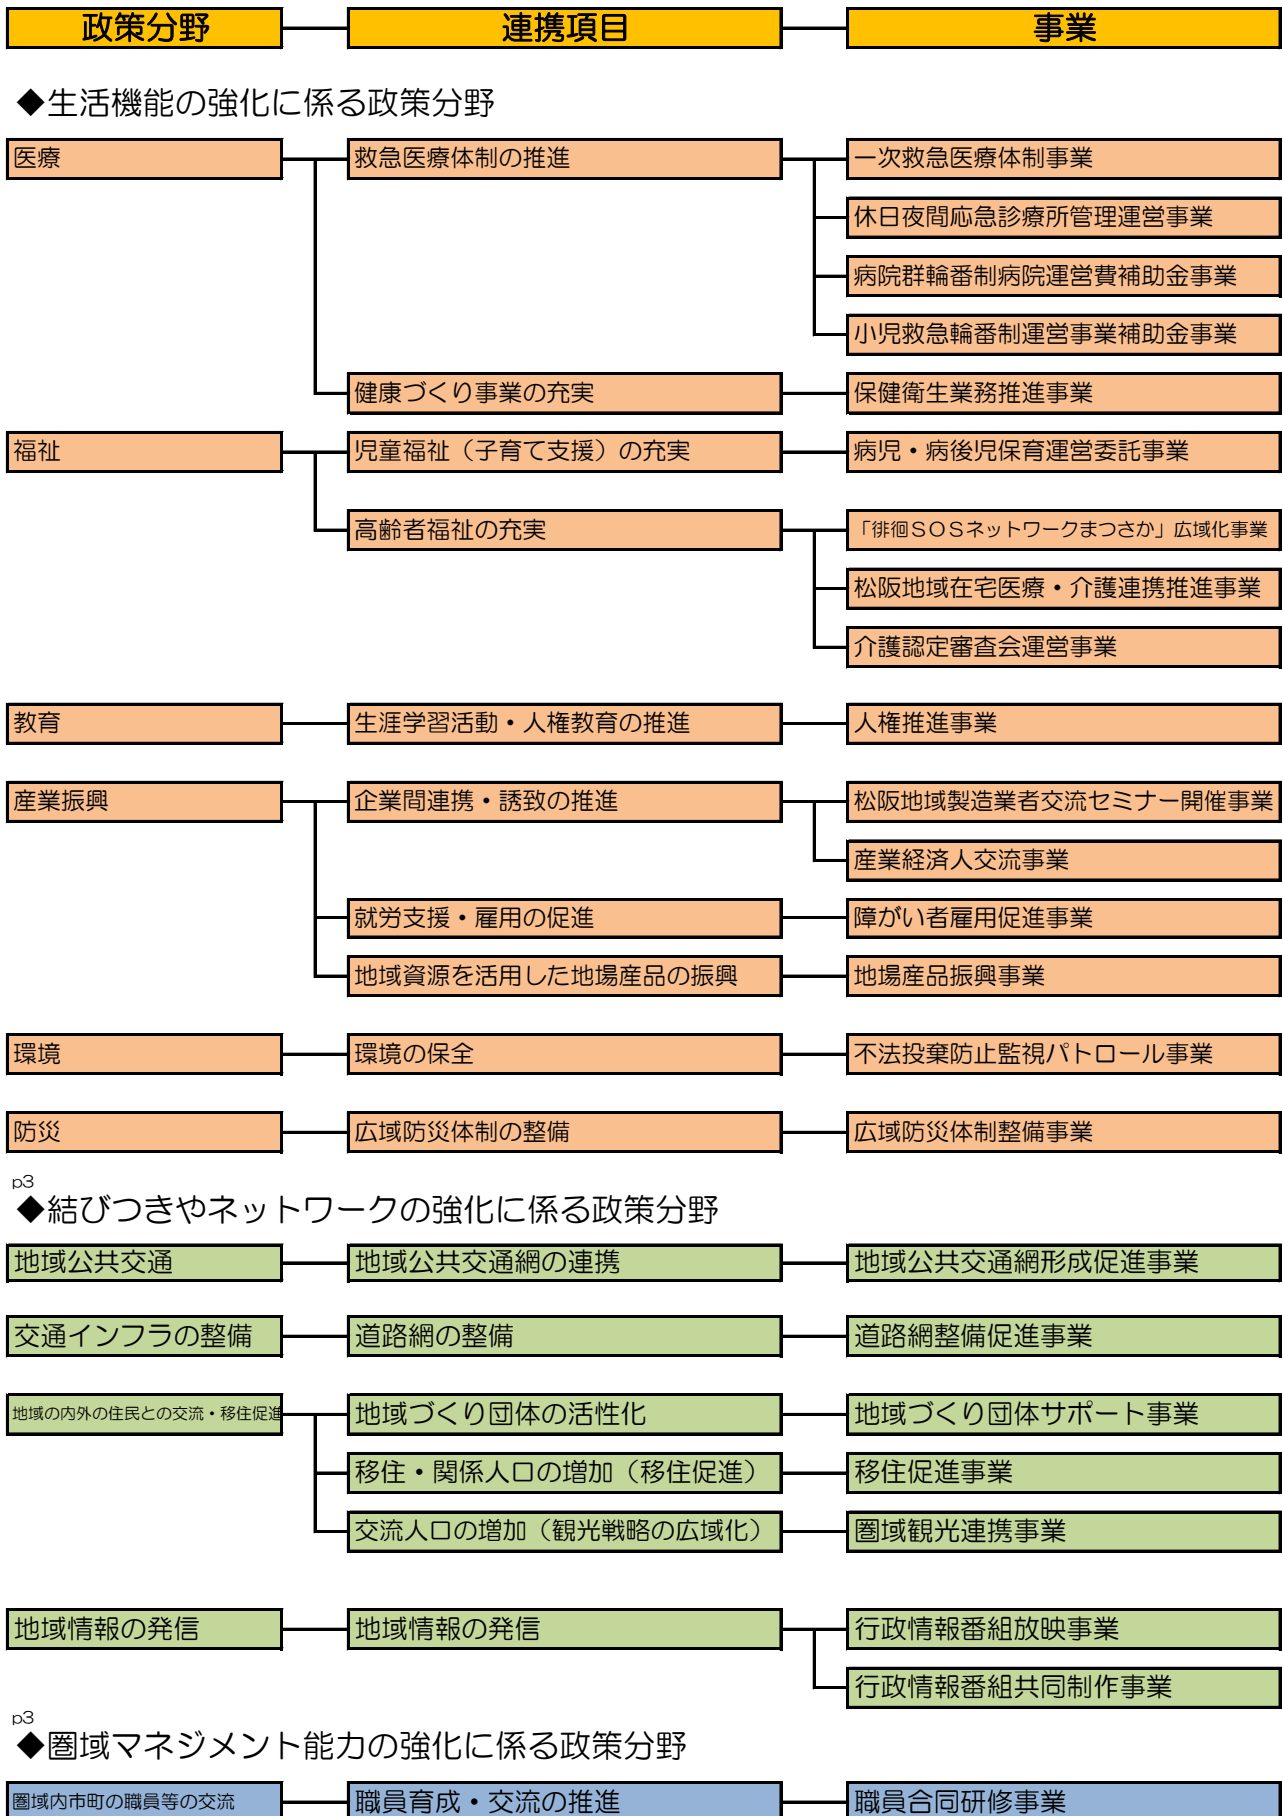 政策分野 連携項目 事業
◆生活機能の強化に係る政策分野
医療 救急医療体制の推進 一次救急医療体制事業
休日夜間応急診療所管理運営事業
病院群輪番制病院運営費補助金事業
小児救急輪番制運営事業補助金事業
健康づくり事業の充実 保健衛生業務推進事業
福祉 児童福祉（子育て支援）の充実 病児・病後児保育運営委託事業
高齢者福祉の充実 「徘徊ＳＯＳネットワークまつさか」広域化事業
松阪地域在宅医療・介護連携推進事業
介護認定審査会運営事業
教育 生涯学習活動・人権教育の推進 人権推進事業
産業振興 企業間連携・誘致の推進 松阪地域製造業者交流セミナー開催事業
産業経済人交流事業
就労支援・雇用の促進 障がい者雇用促進事業
地域資源を活用した地場産品の振興 地場産品振興事業
環境 環境の保全 不法投棄防止監視パトロール事業
防災 広域防災体制の整備 広域防災体制整備事業
p3
◆結びつきやネットワークの強化に係る政策分野
地域公共交通 地域公共交通網の連携 地域公共交通網形成促進事業
交通インフラの整備 道路網の整備 道路網整備促進事業
地域の内外の住民との交流・移住促進 地域づくり団体の活性化 地域づくり団体サポート事業
移住・関係人口の増加（移住促進） 移住促進事業
交流人口の増加（観光戦略の広域化） 圏域観光連携事業
地域情報の発信 地域情報の発信 行政情報番組放映事業
行政情報番組共同制作事業
p3
◆圏域マネジメント能力の強化に係る政策分野
圏域内市町の職員等の交流 職員育成・交流の推進 職員合同研修事業